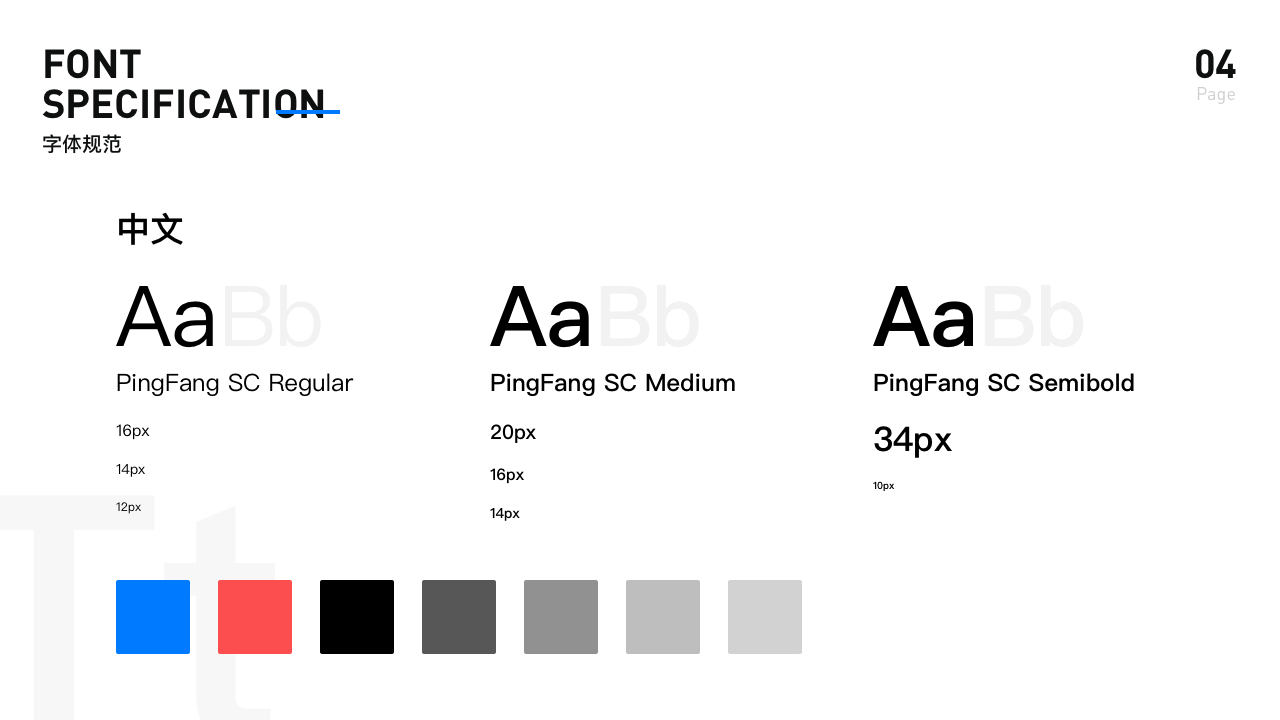 FONT
SPECIFICATION
字体规范
04
Page
中文
AaBb
PingFang SC Regular
16px
14px
12px
AaBb
PingFang SC Medium
20px
16px
14px
AaBb
PingFang SC Semibold
34px
10px
Tt